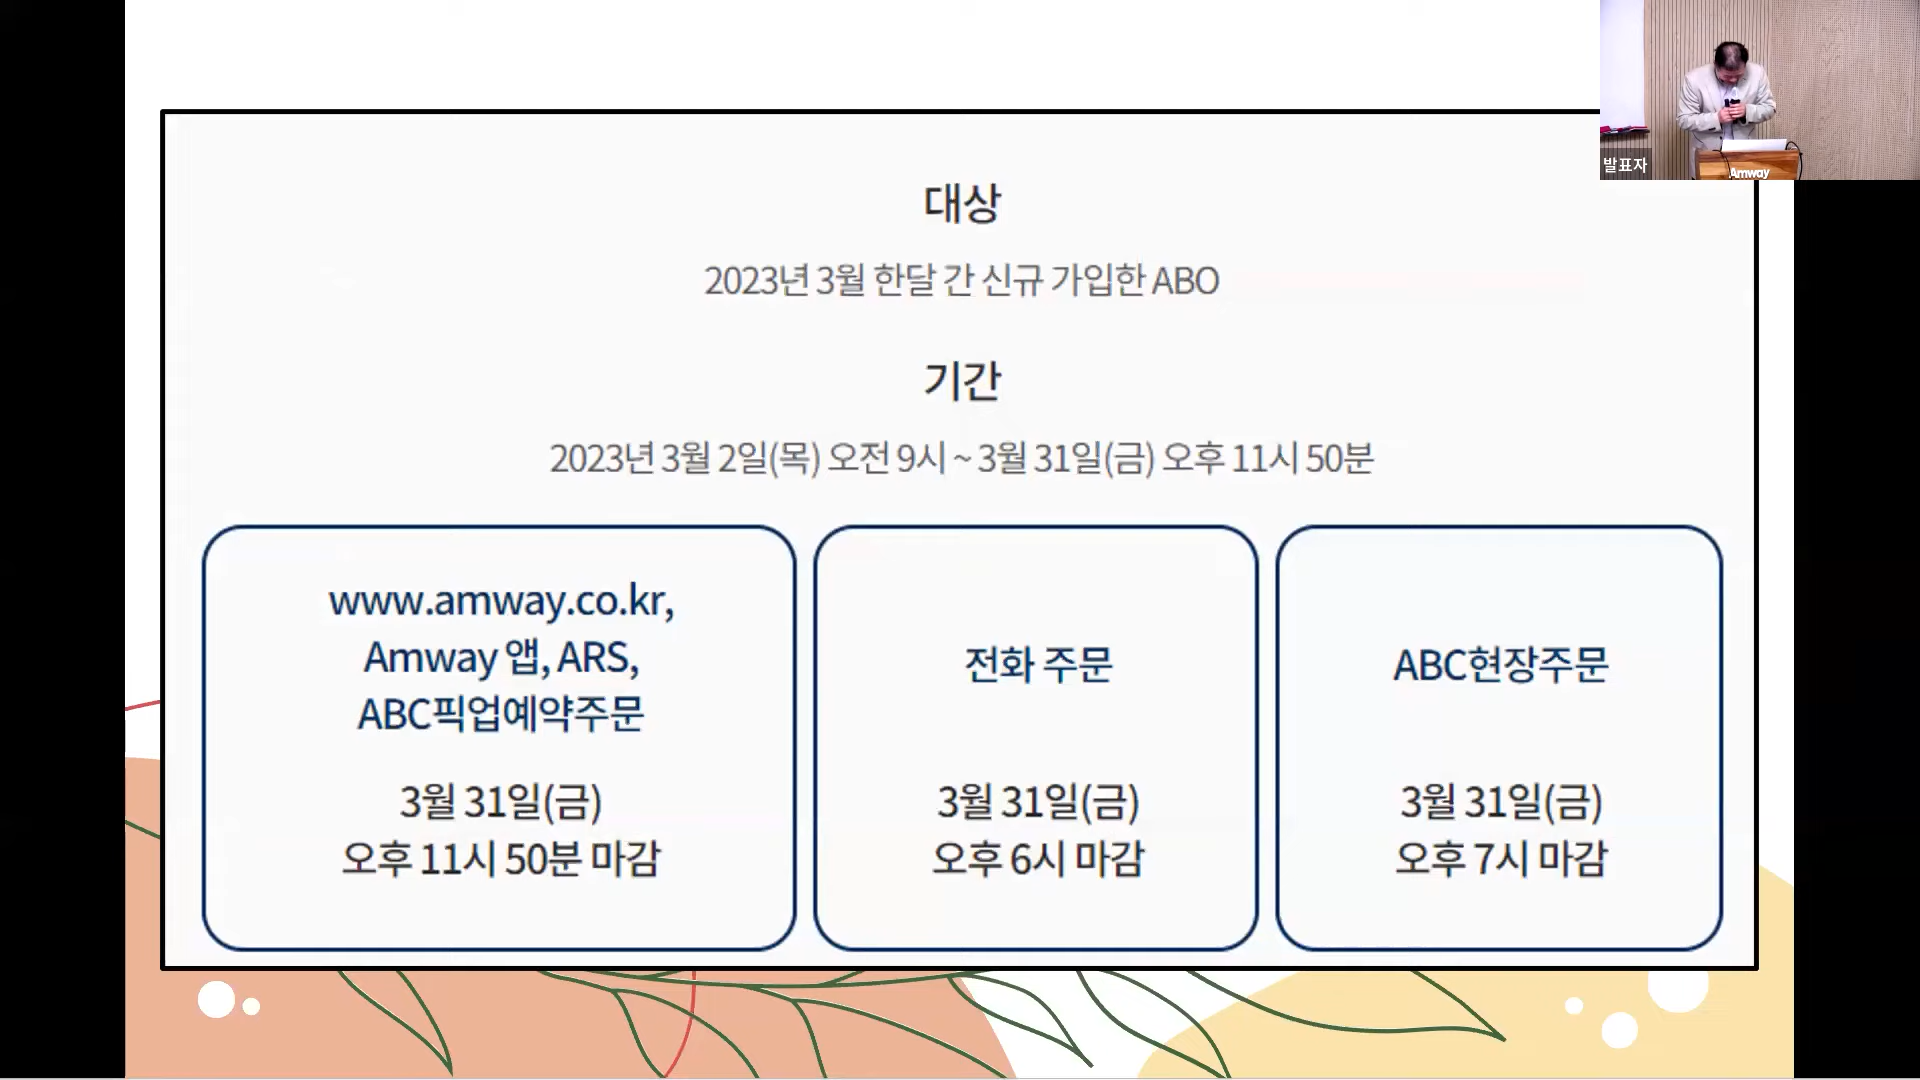 대상
2023년 3월 한달 간 신규 가입한 ABO
기간
2023년 3월 2일(목) 오전 9시 ~ 3월 31일(금) 오후 11시 50분
www.amway.co.kr,
Amway 앱, ARS,
ABC픽업예약주문
3월 31일(금)
오후 11시 50분 마감
전화 주문
3월 31일(금)
오후 6시 마감
ABC현장주문
3월 31일(금)
오후 7시 마감
발표자
Amway